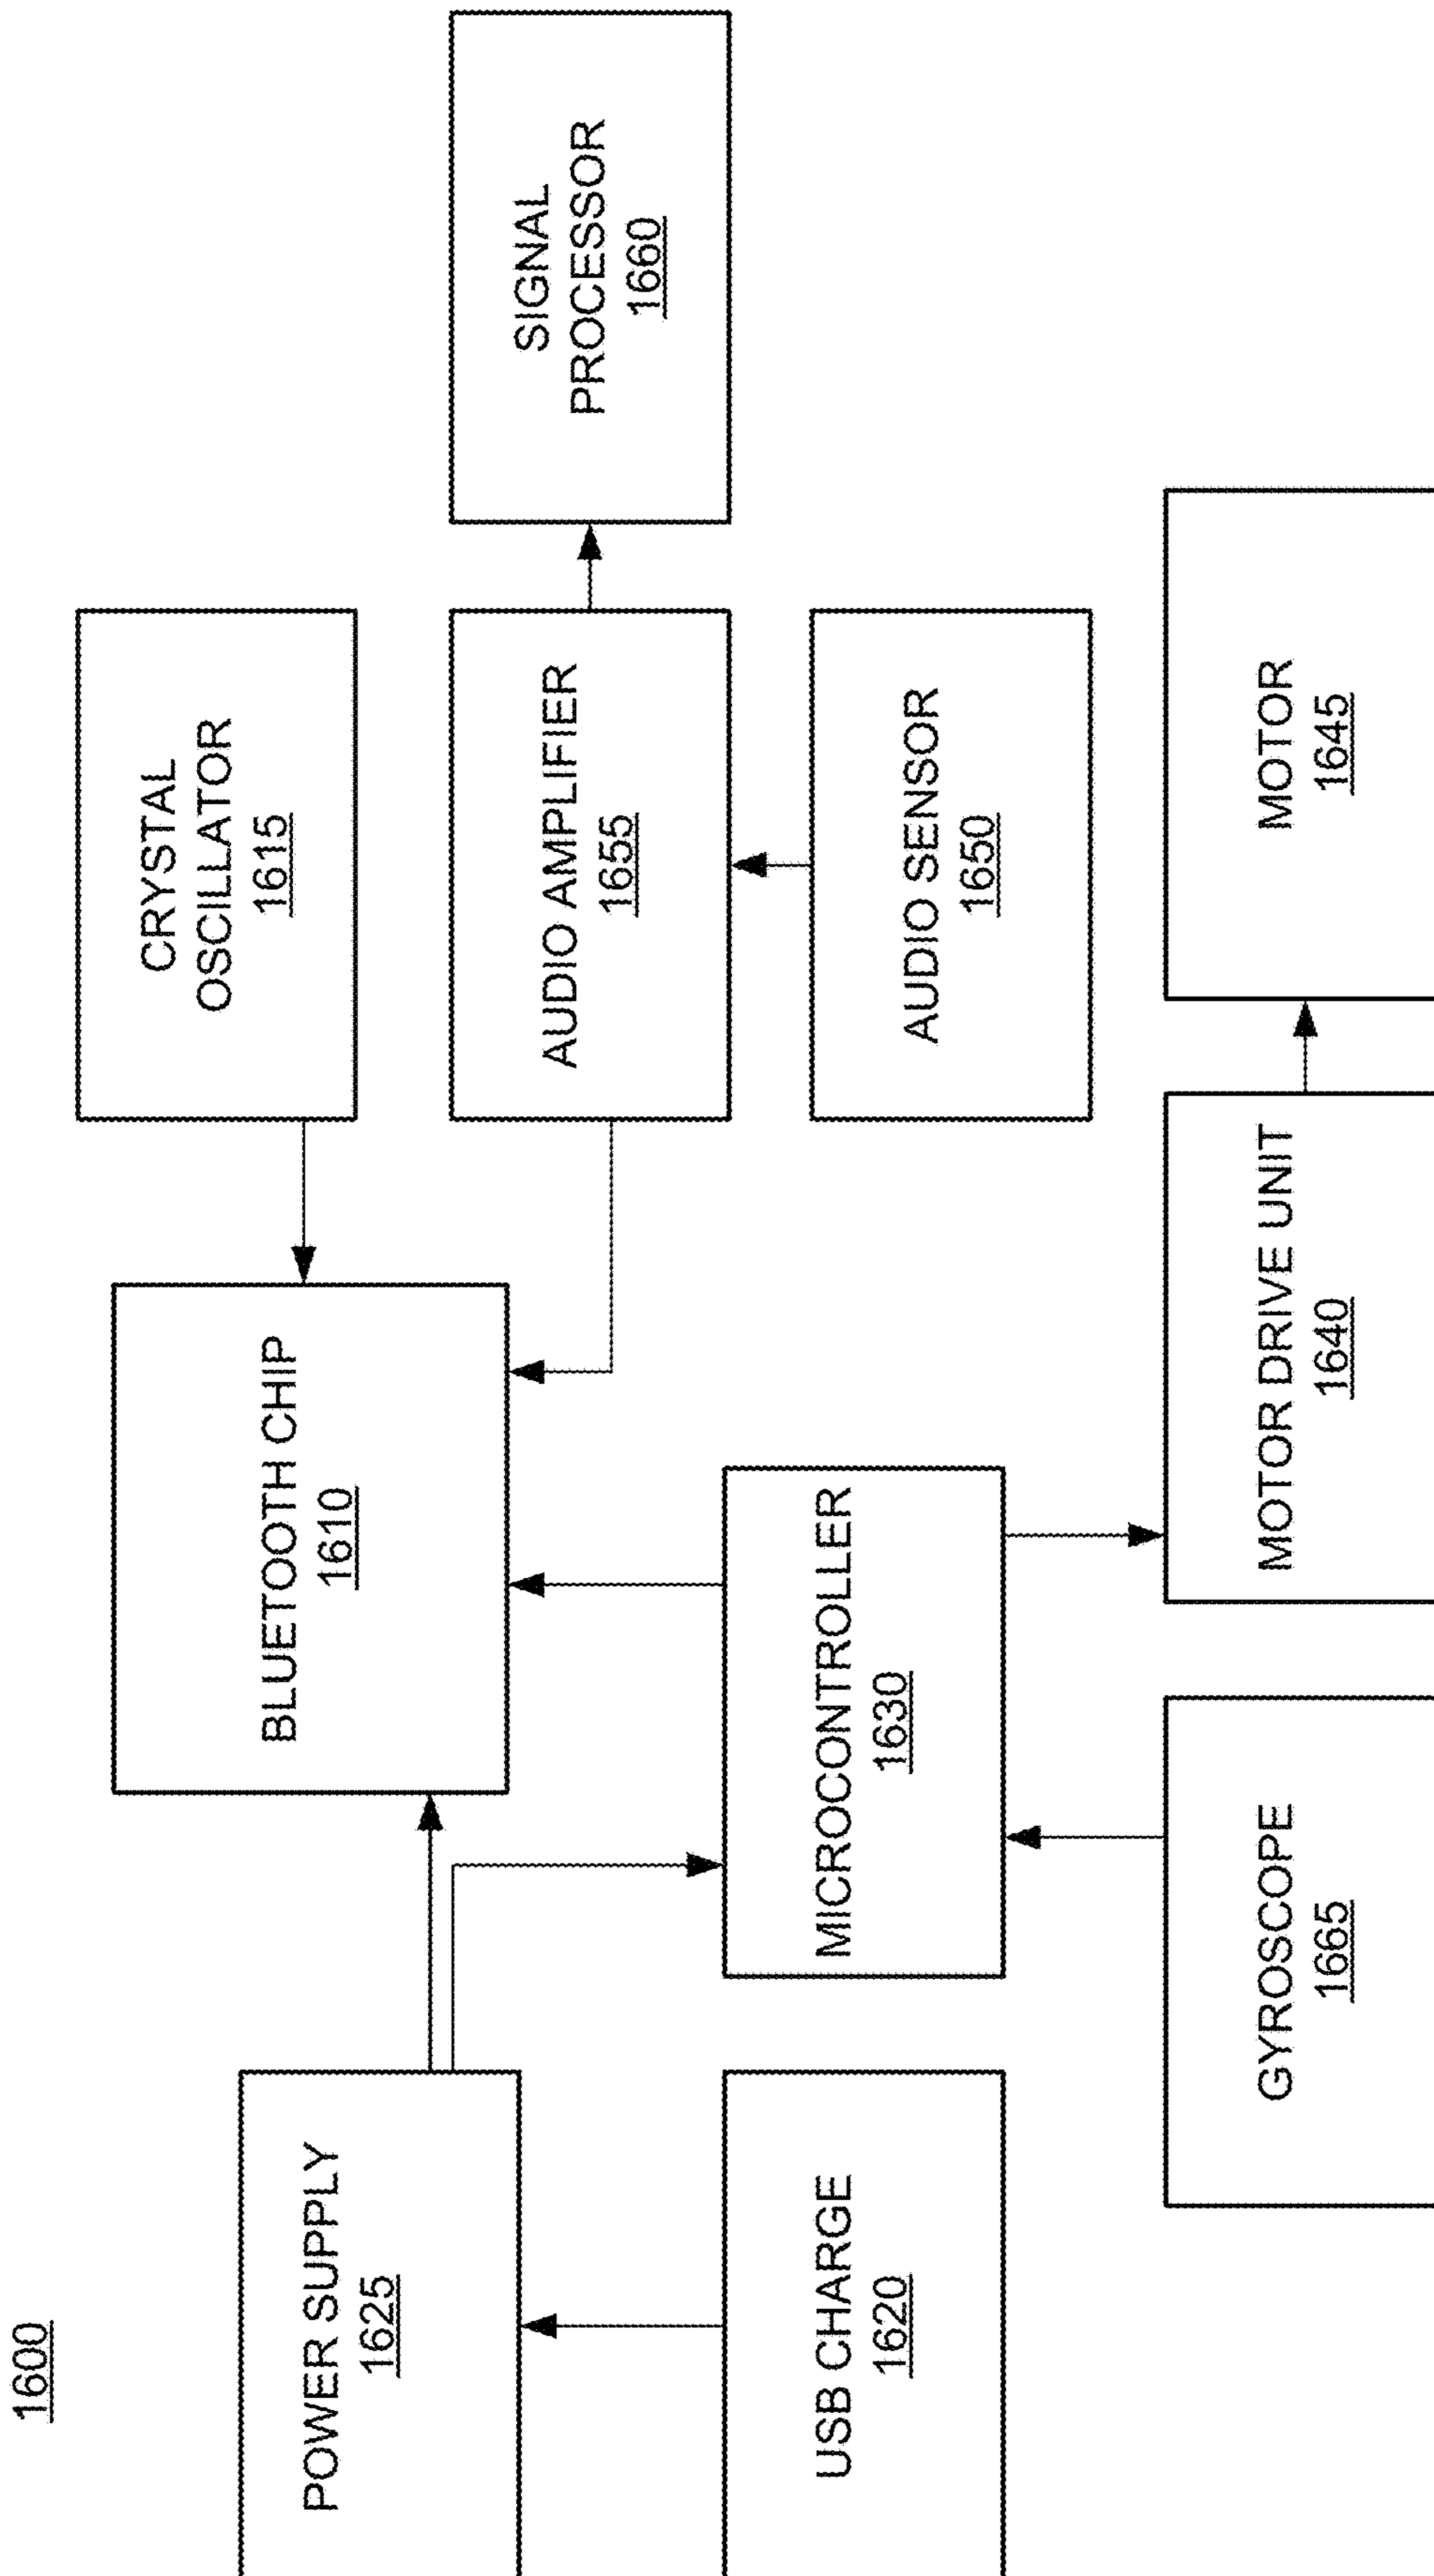 1600
POWER SUPPLY
1625
BLUETOOTH CHIP
1610
CRYSTAL
OSCILLATOR
1615
AUDIO AMPLIFIER
1655
SIGNAL
PROCESSOR
1660
USB CHARGE
1620
MICROCONTROLLER
1630
AUDIO SENSOR
1650
GYROSCOPE
1665
MOTOR DRIVE UNIT
1640
MOTOR
1645